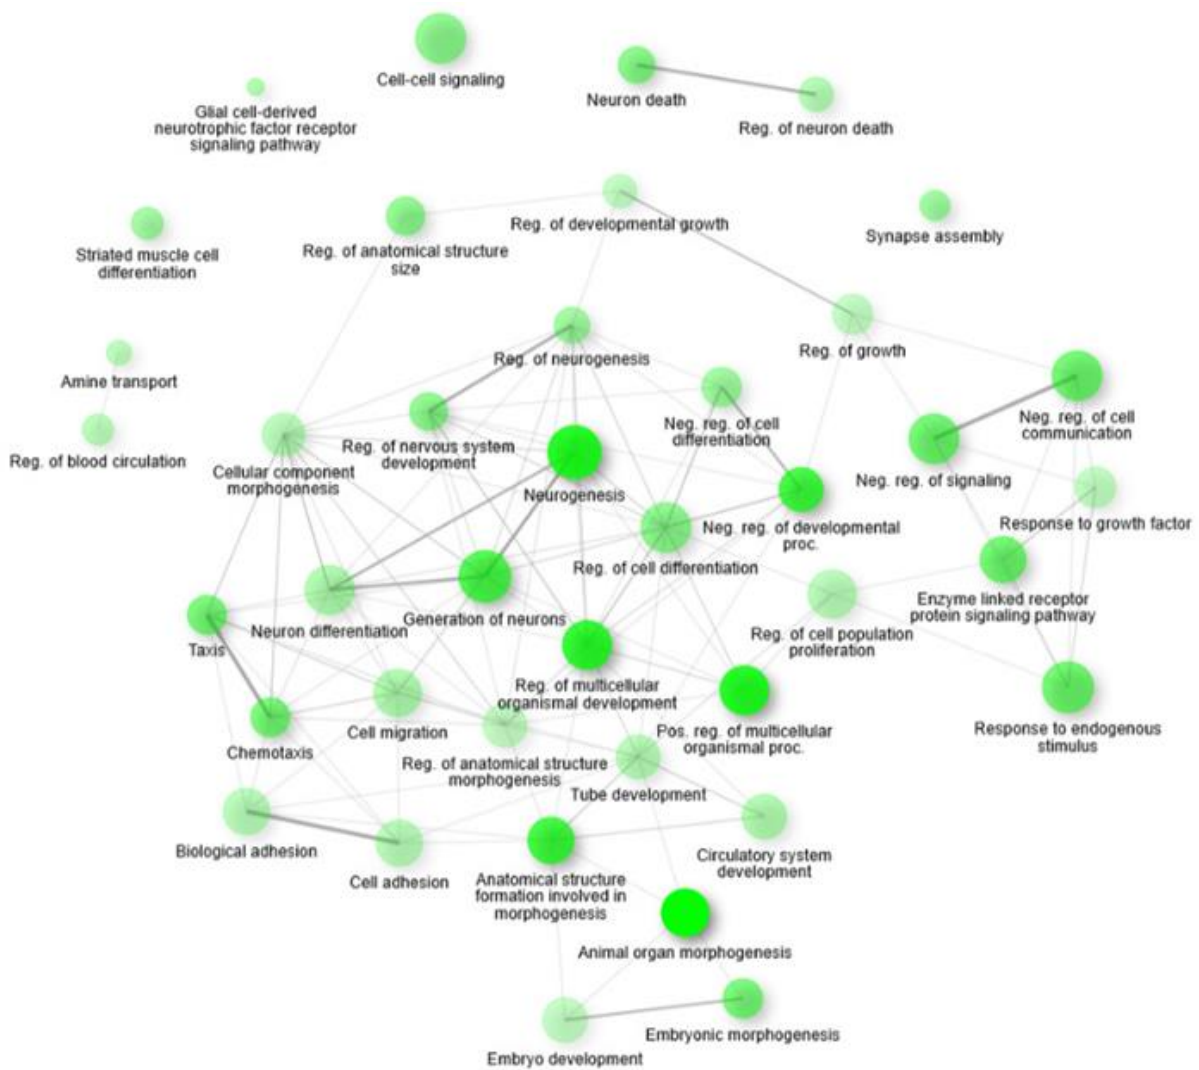 Cell-cell signaling
Neuron death
Glial cell-derived
neurotrophic factor receptor
signaling pathway
Reg. of neuron death
Reg. of developmental growth
Synapse assembly
Striated muscle cell
differentiation
Reg. of anatomical structure
size
Reg. of neurogenesis
Reg. of growth
Amine transport
Reg. of blood circulation
Cellular component
morphogenesis
Reg. of nervous system
development
Neg. reg. of cell
differentiation
Neg. reg. of cell
communication
Neurogenesis
Neg. reg. of signaling
Response to growth factor
Neg. reg. of developmental
proc.
Reg. of cell differentiation
Enzyme linked receptor
protein signaling pathway
Neuron differentiation
Generation of neurons
Taxis
Reg. of cell population
proliferation
Reg. of multicellular
organismal development
Cell migration
Pos. reg. of multicellular
organismal proc.
Response to endogenous
stimulus
Chemotaxis
Reg. of anatomical structure
morphogenesis
Tube development
Biological adhesion
Cell adhesion
Anatomical structure
formation involved in
morphogenesis
Circulatory system
development
Animal organ morphogenesis
Embryonic morphogenesis
Embryo development